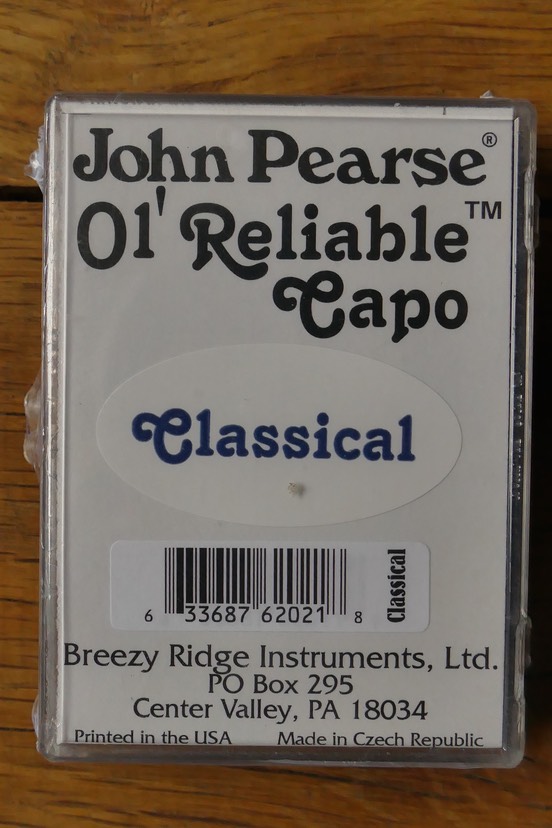 John Pearse®
Ol' Reliable™
Capo
Classical
6 33687 62021 8
Classical
Breezy Ridge Instruments, Ltd.
PO Box 295
Center Valley, PA 18034
Printed in the USA Made in Czech Republic